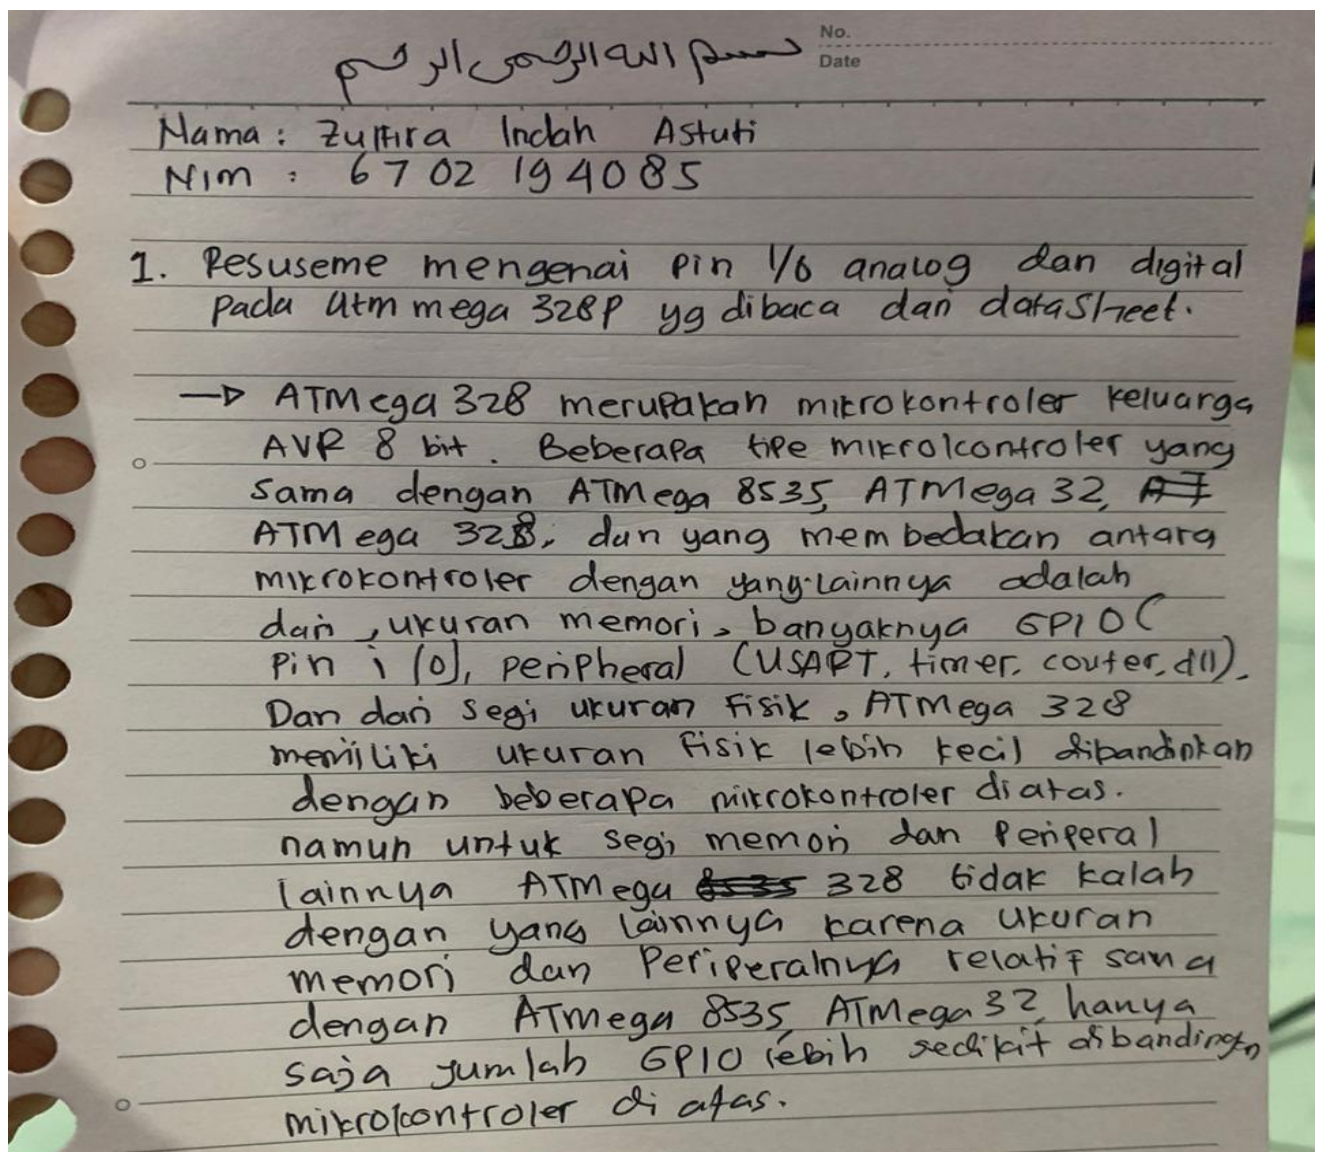 بسم الله الرحمن الرحيم
No.
Date
Nama : Zulfira Indah Astuti
Nim : 6702194085
1. Resuseme mengenai pin I/O analog dan digital
pada atm mega 328P yg dibaca dari datasheet.
→ ATMega 328 merupakan mikrokontroler keluarga
AVR 8 bit. Beberapa tipe mikrokontroler yang
sama dengan ATMega 8535, ATMega 32,
ATMega 328, dan yang membedakan antara
mikrokontroler dengan yang lainnya adalah
dari, ukuran memori, banyaknya GPIO (
pin i/o), peripheral (USART, timer, couter, dll).
Dan dari segi ukuran fisik, ATMega 328
memiliki ukuran fisik lebih kecil dibandinkan
dengan beberapa mikrokontroler diatas.
namun untuk segi memori dan periperal
lainnya ATMega 328 tidak kalah
dengan yang lainnya karena ukuran
memori dan periperalnya relatif sama
dengan ATMega 8535, ATMega 32, hanya
saja jumlah GPIO lebih sedikit
mikrokontroler di atas.